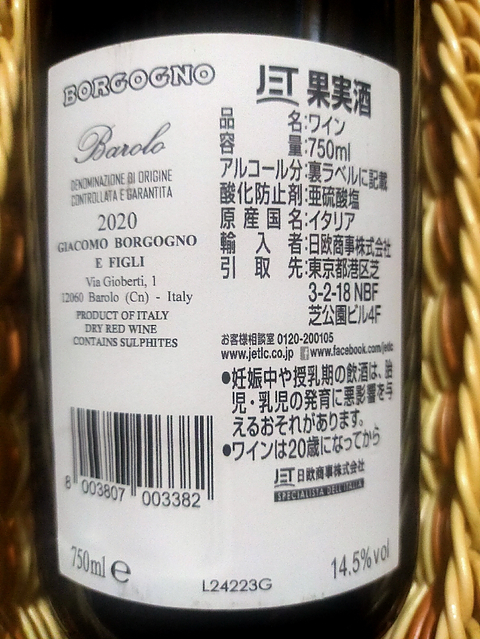 BORGOGNO
Barolo
DENOMINAZIONE DI ORIGINE
CONTROLLATA E GARANTITA
2020
GIACOMO BORGOGNO
E FIGLI
Via Gioberti, 1
12060 Barolo (Cn) - Italy
PRODUCT OF ITALY
DRY RED WINE
CONTAINS SULPHITES
8 003807 003382
750ml e
JET 果実酒
品 名:ワイン
容 量:750ml
アルコール分:裏ラベルに記載
酸化防止剤:亜硫酸塩
原産国名:イタリア
輸入者:日欧商事株式会社
引取先:東京都港区芝
3-2-18 NBF
芝公園ビル4F
お客様相談室 0120-200105
www.jetlc.co.jp f www.facebook.com/jetlc
●妊娠中や授乳期の飲酒は、胎
児・乳児の発育に悪影響を与
えるおそれがあります。
●ワインは20歳になってから
JET 日欧商事株式会社
SPECIALISTA DELL'ITALIA
L24223G
14.5%vol